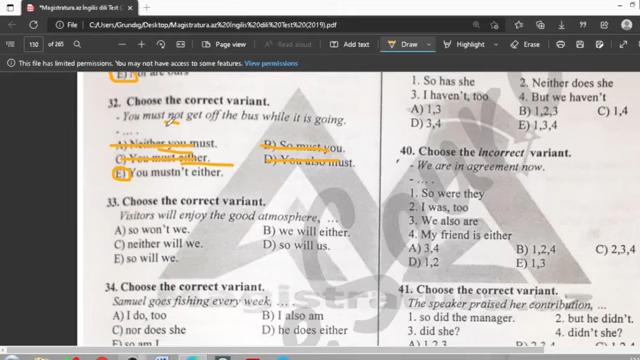 *Magistratura.az İngilis dili Test (2
File
C:/Users/Grundig/Desktop/Magistratura.az%20Ingilis%20dili%20Test%20(2019).pdf
130 of 265
Page view
Read aloud
Add text
Draw
Highlight
Erase
This file has limited permissions. You may not have access to some features. View permissions
32. Choose the correct variant.
- You must not get off the bus while it is going.
- ....
A) Neither you must.
B) So must you.
C) You must either.
D) You also must.
E) You mustn't either.
33. Choose the correct variant.
Visitors will enjoy the good atmosphere, ...
A) so won't we.
B) we will either.
C) neither will we.
D) so will us.
E) so will we.
34. Choose the correct variant.
Samuel goes fishing every week, ...
A) I do, too
B) I also am
C) nor does she
D) he does either
E) so am I
1. So has she
2. Neither does she
3. I haven't, too
4. But we haven't
A) 1,3
B) 1,2,3
C) 1,4
D) 3,4
E) 1,3,4
40. Choose the incorrect variant.
- We are in agreement now.
- ....
1. So were they
2. I was, too
3. We also are
4. My friend is either
A) 3,4
B) 1,2,4
C) 2,3,4
D) 1,2
E) 1,3
41. Choose the correct variant.
The speaker praised her contribution, ...
1. so did the manager.
2. but he didn't.
3. did she?
4. didn't she?